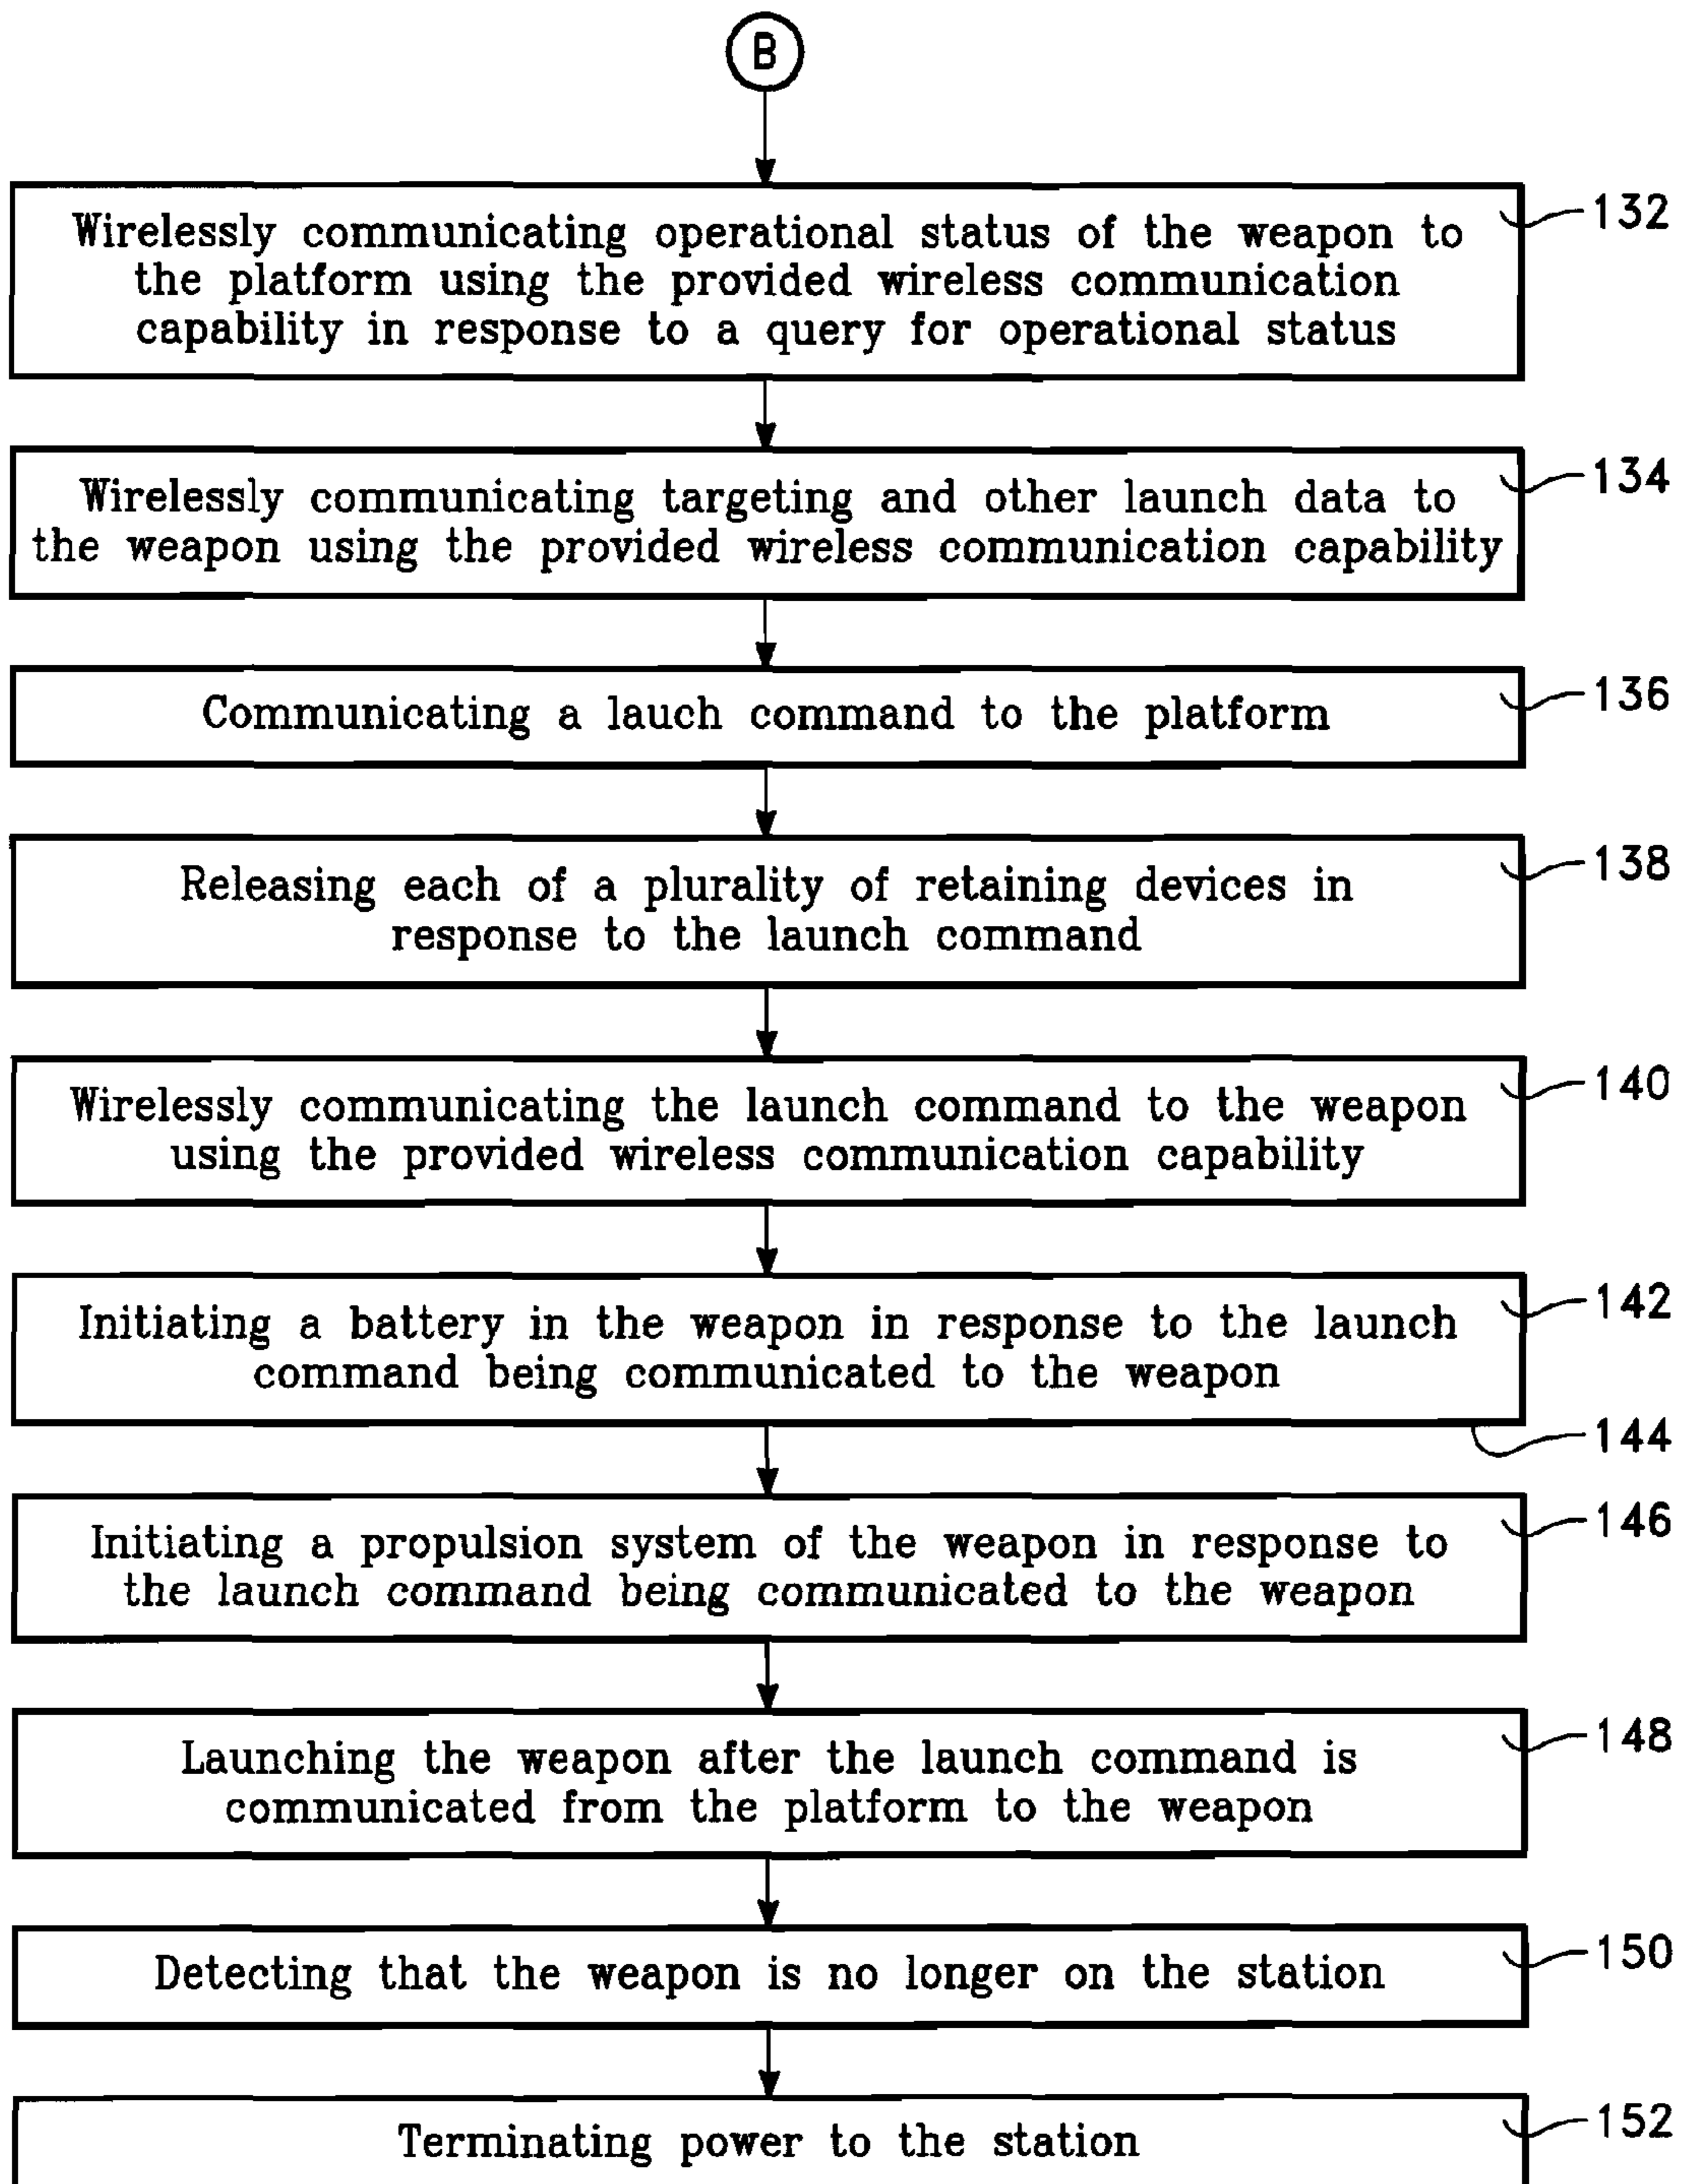 B
Wirelessly communicating operational status of the weapon to
the platform using the provided wireless communication
capability in response to a query for operational status
132
Wirelessly communicating targeting and other launch data to
the weapon using the provided wireless communication capability
134
Communicating a lauch command to the platform
136
Releasing each of a plurality of retaining devices in
response to the launch command
138
Wirelessly communicating the launch command to the weapon
using the provided wireless communication capability
140
Initiating a battery in the weapon in response to the launch
command being communicated to the weapon
142
144
Initiating a propulsion system of the weapon in response to
the launch command being communicated to the weapon
146
Launching the weapon after the launch command is
communicated from the platform to the weapon
148
Detecting that the weapon is no longer on the station
150
Terminating power to the station
152